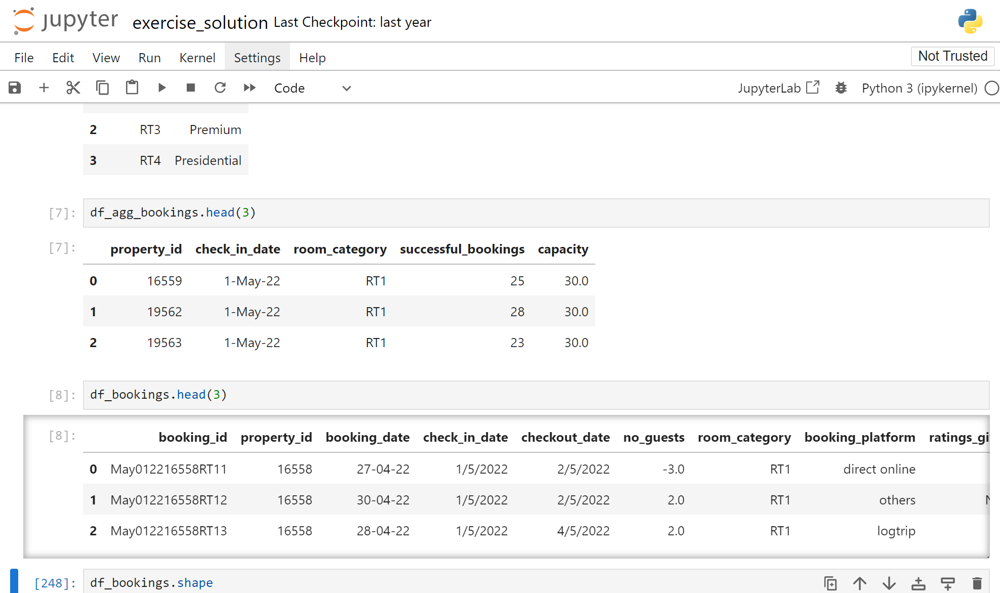 jupyter exercise_solution Last Checkpoint: last year
File Edit View Run Kernel Settings Help Not Trusted
Code JupyterLab Python 3 (ipykernel)
2 RT3 Premium
3 RT4 Presidential
[7]: df_agg_bookings.head(3)
[7]: property_id check_in_date room_category successful_bookings capacity
0 16559 1-May-22 RT1 25 30.0
1 19562 1-May-22 RT1 28 30.0
2 19563 1-May-22 RT1 23 30.0
[8]: df_bookings.head(3)
[8]: booking_id property_id booking_date check_in_date checkout_date no_guests room_category booking_platform ratings_gi
0 May012216558RT11 16558 27-04-22 1/5/2022 2/5/2022 -3.0 RT1 direct online
1 May012216558RT12 16558 30-04-22 1/5/2022 2/5/2022 2.0 RT1 others
2 May012216558RT13 16558 28-04-22 1/5/2022 4/5/2022 2.0 RT1 logtrip
[248]: df_bookings.shape